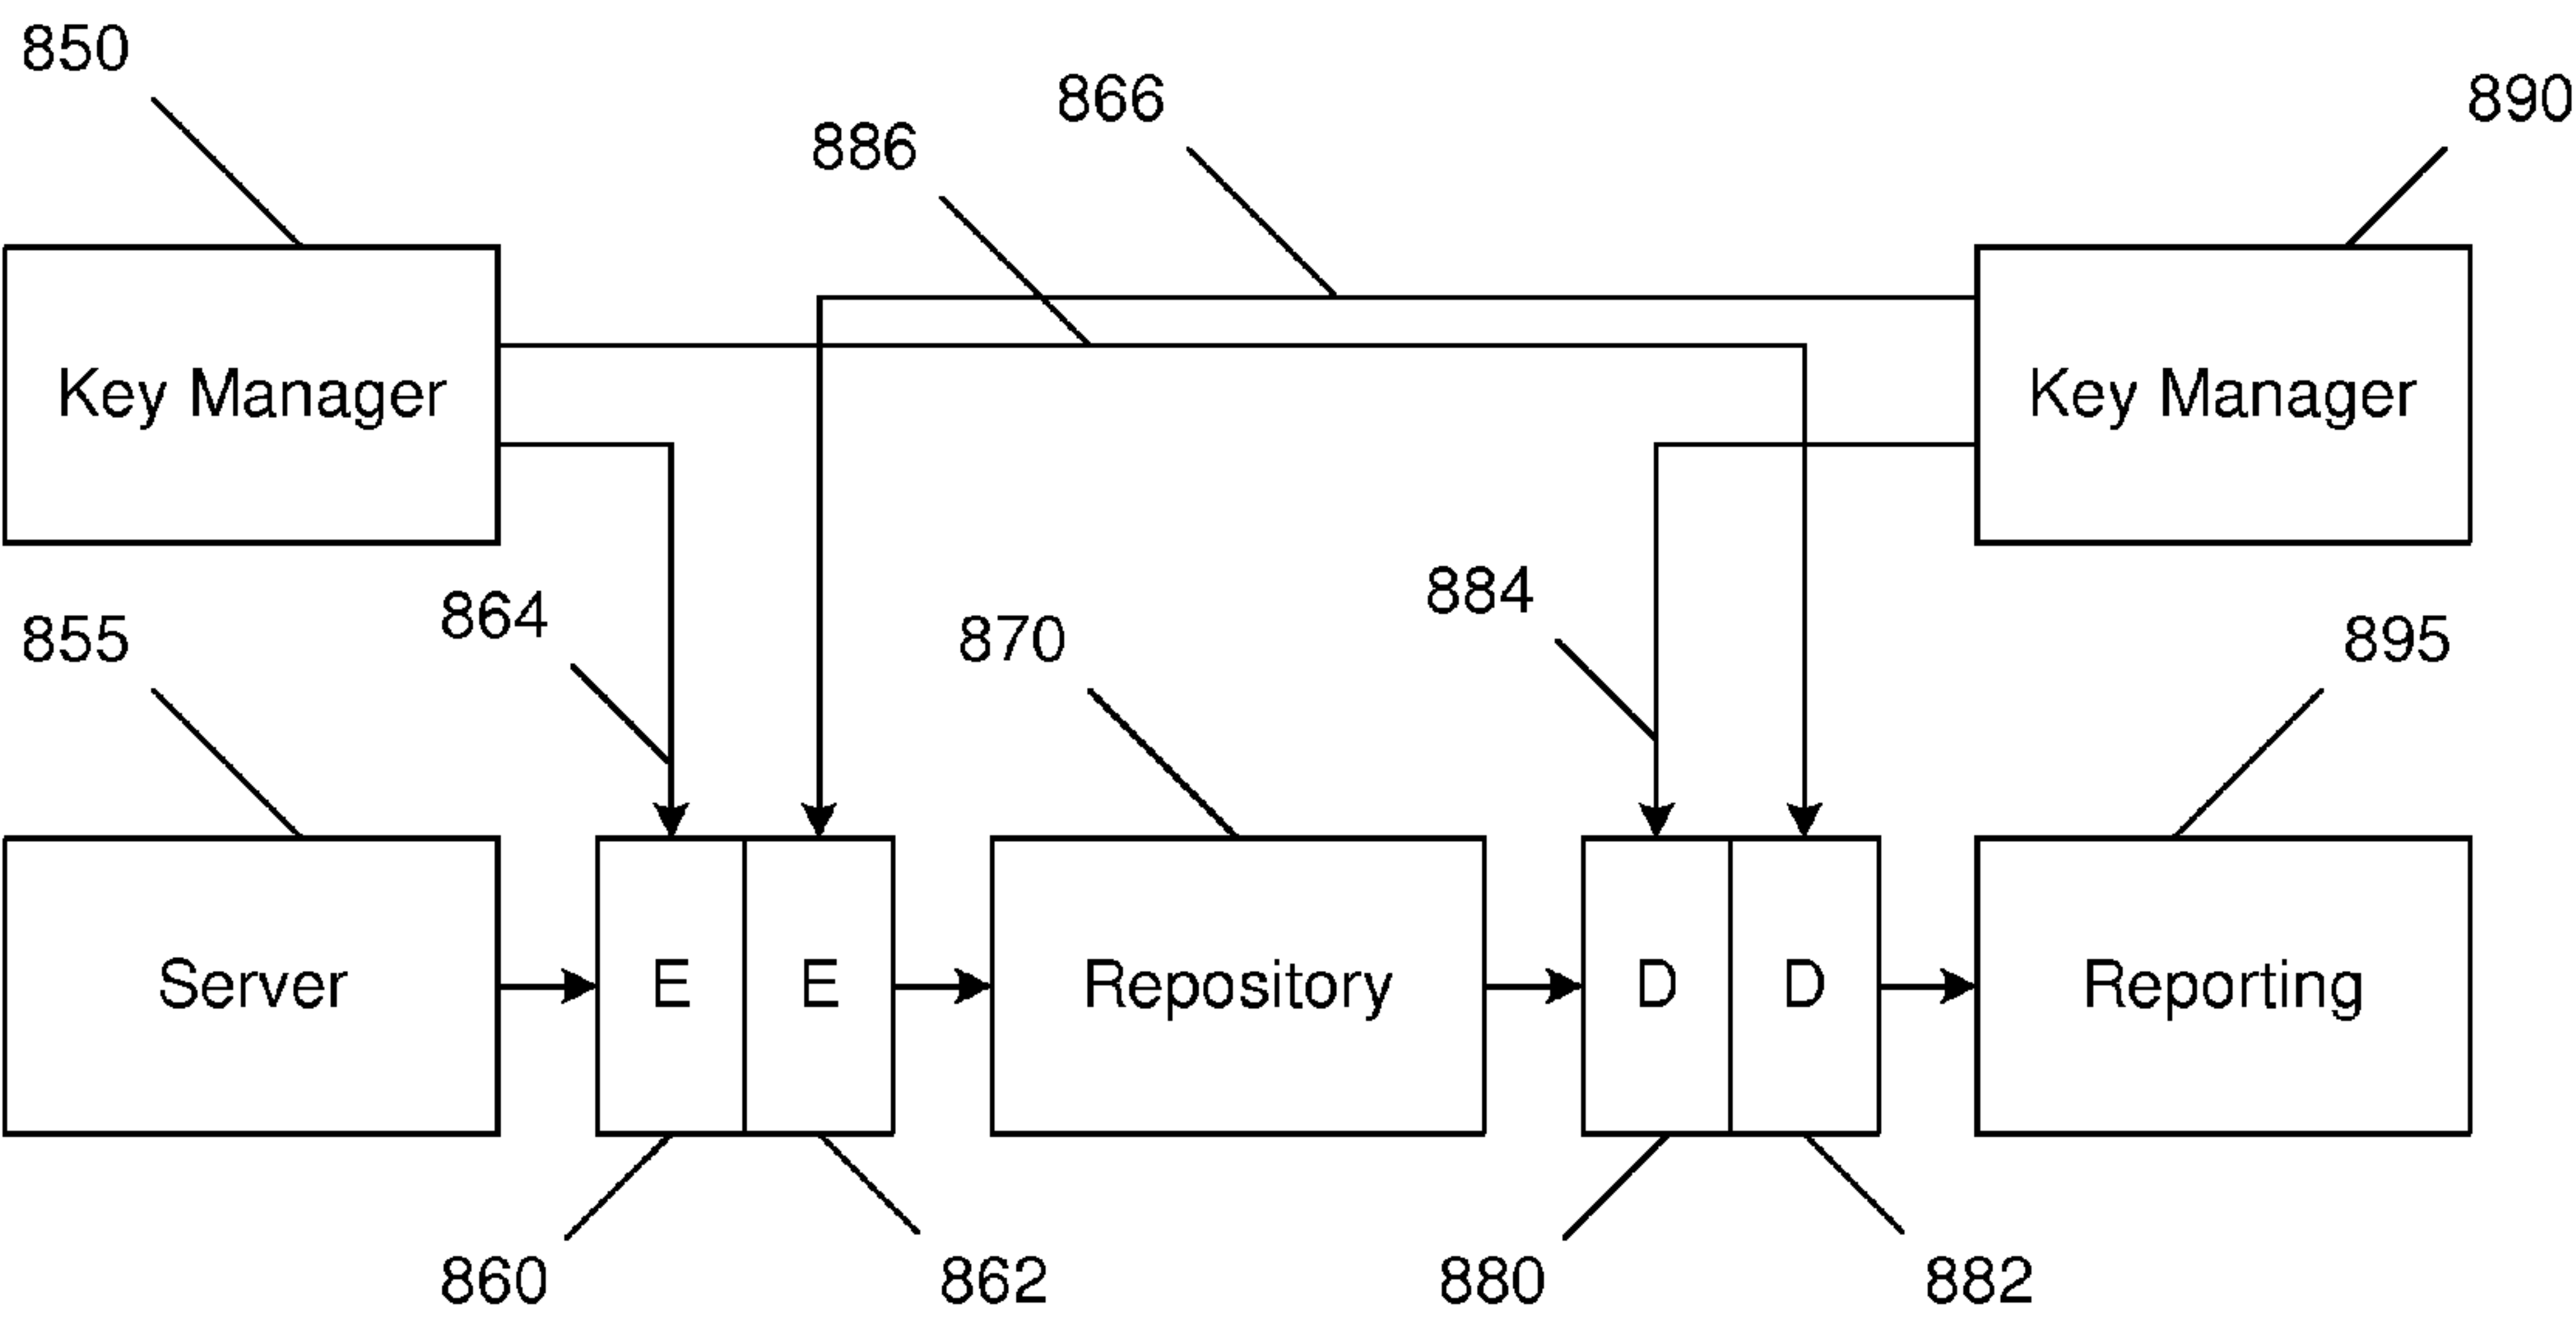 850
866
890
886
Key Manager
Key Manager
864
884
855
870
895
Server
E
E
Repository
D
D
Reporting
860
862
880
882